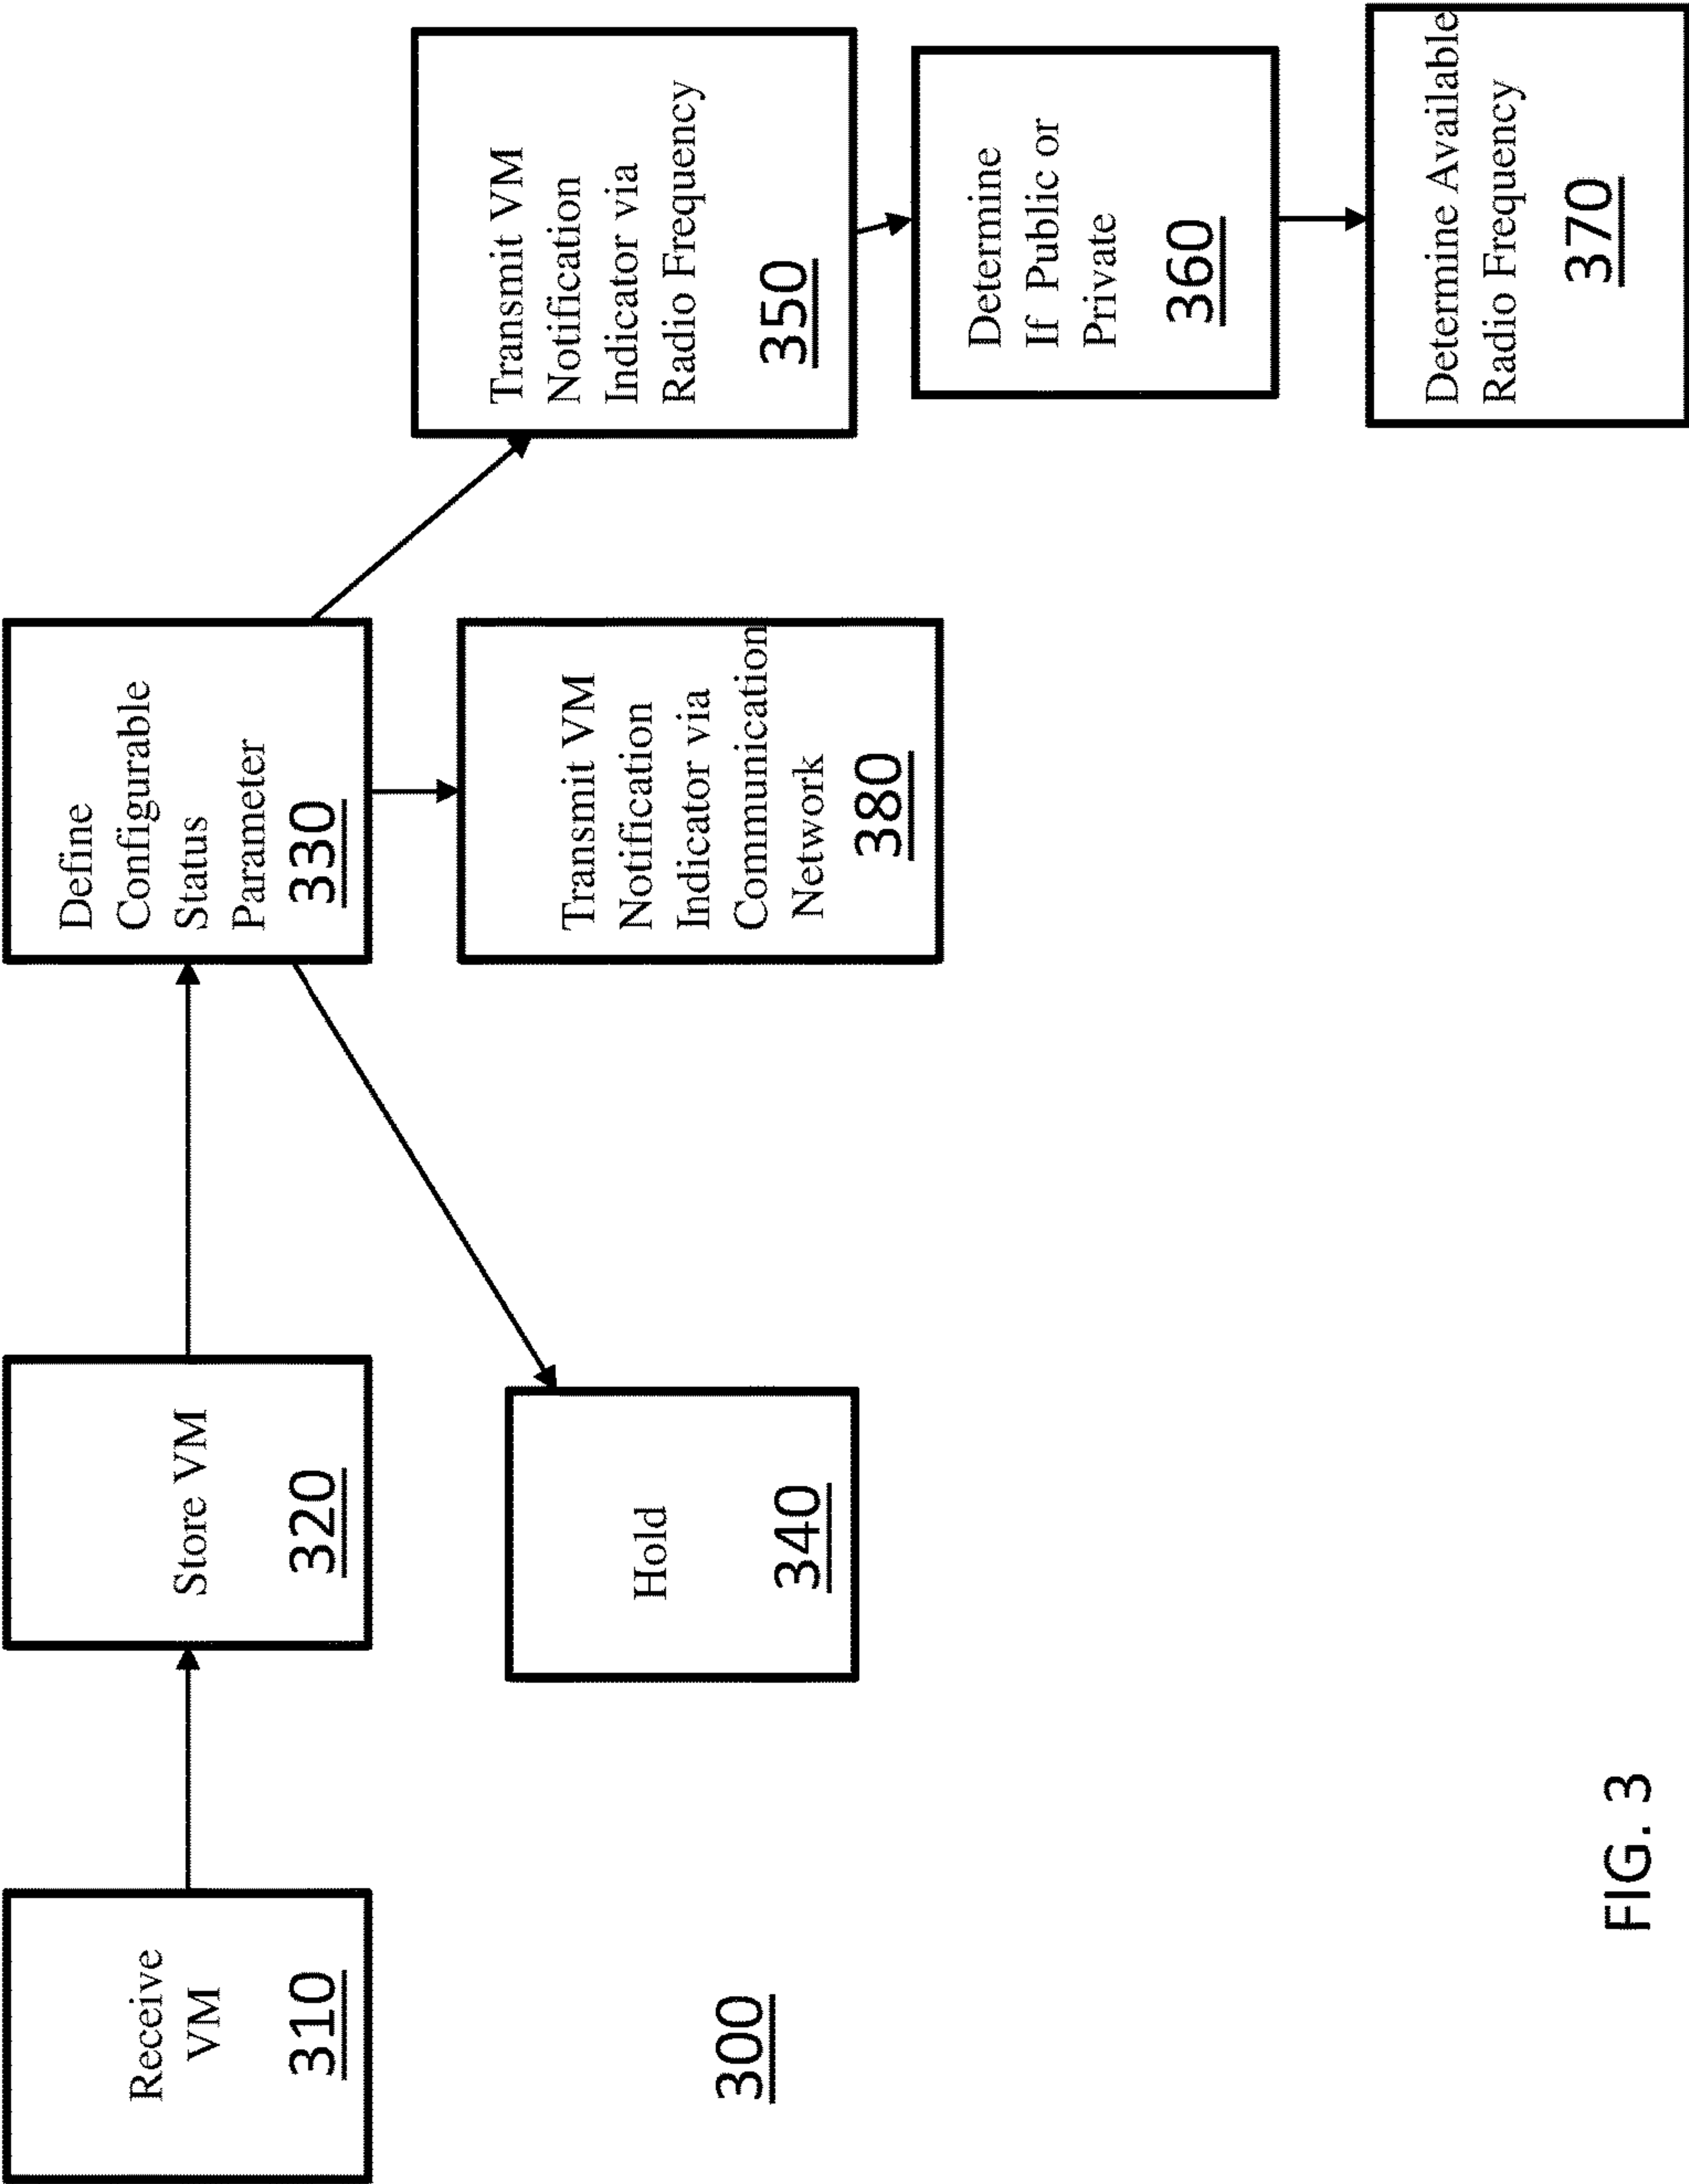 Receive
VM
310
Store VM
320
Define
Configurable
Status
Parameter
330
Hold
340
Transmit VM
Notification
Indicator via
Communication
Network
380
Transmit VM
Notification
Indicator via
Radio Frequency
350
Determine
If Public or
Private
360
Determine Available
Radio Frequency
370
300
FIG. 3